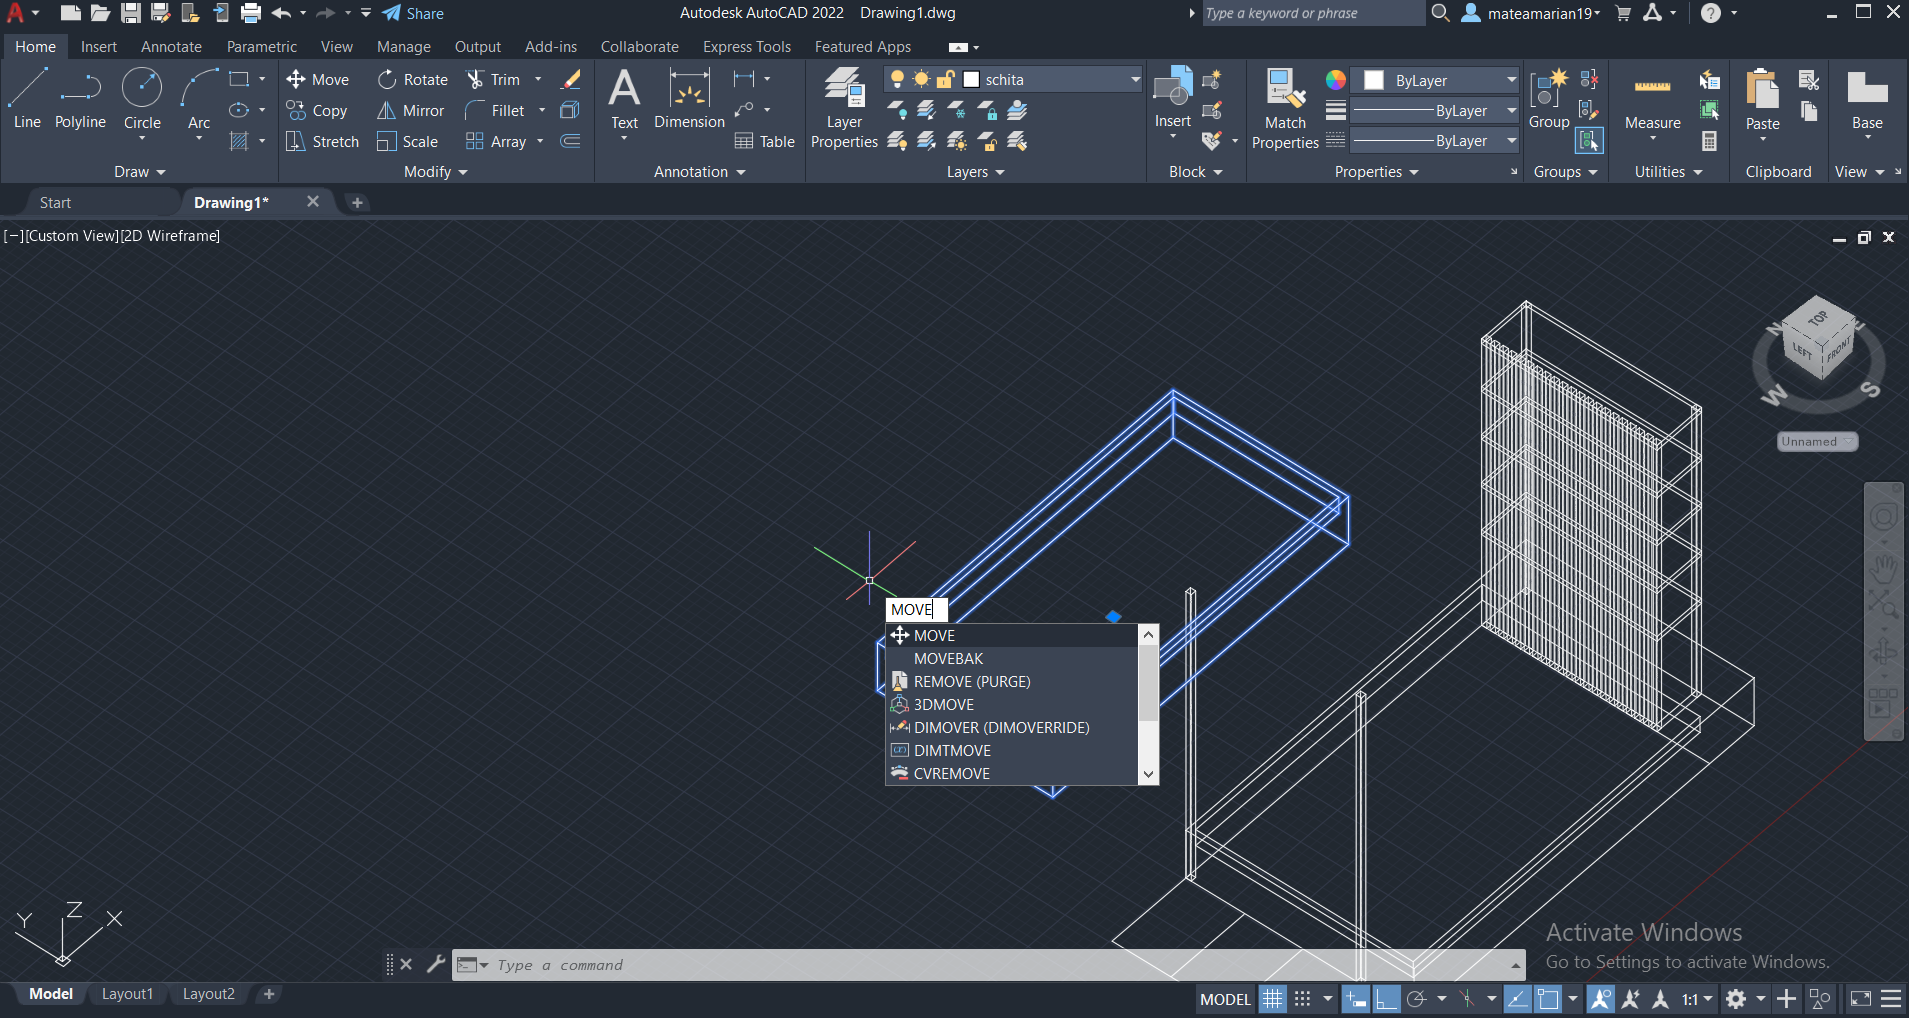 Share
Autodesk AutoCAD 2022 Drawing1.dwg
Type a keyword or phrase
mateamarian19
Home Insert Annotate Parametric View Manage Output Add-ins Collaborate Express Tools Featured Apps
Line Polyline Circle Arc
Move Rotate Trim
Copy Mirror Fillet
Stretch Scale Array
Text Dimension Table
Layer Properties
schita
Insert
Match Properties
ByLayer
ByLayer
ByLayer
Group Measure Paste Base
Draw Modify Annotation Layers Block Properties Groups Utilities Clipboard View
Start Drawing1*
[−][Custom View][2D Wireframe]
TOP
LEFT FRONT
N E
W S
Unnamed
MOVE
MOVE
MOVEBAK
REMOVE (PURGE)
3DMOVE
DIMOVER (DIMOVERRIDE)
DIMTMOVE
CVREMOVE
Y Z X
Type a command
Activate Windows
Go to Settings to activate Windows.
Model Layout1 Layout2
MODEL 1:1